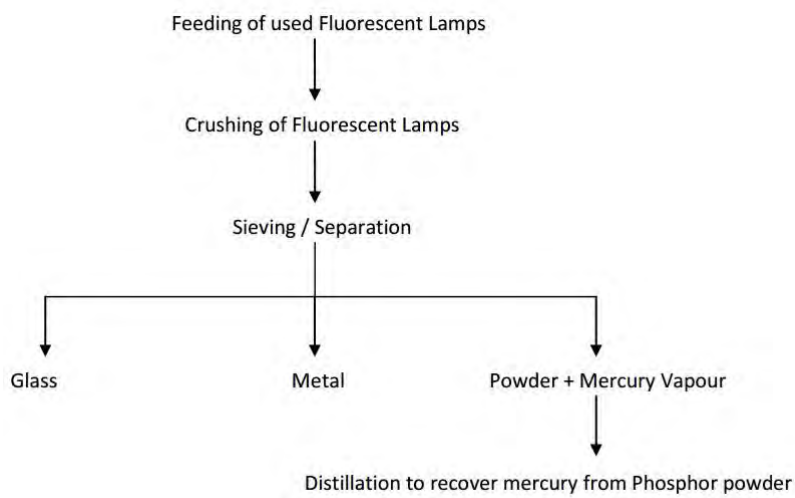 Feeding of used Fluorescent Lamps
Crushing of Fluorescent Lamps
Sieving / Separation
Glass
Metal
Powder + Mercury Vapour
Distillation to recover mercury from Phosphor powder